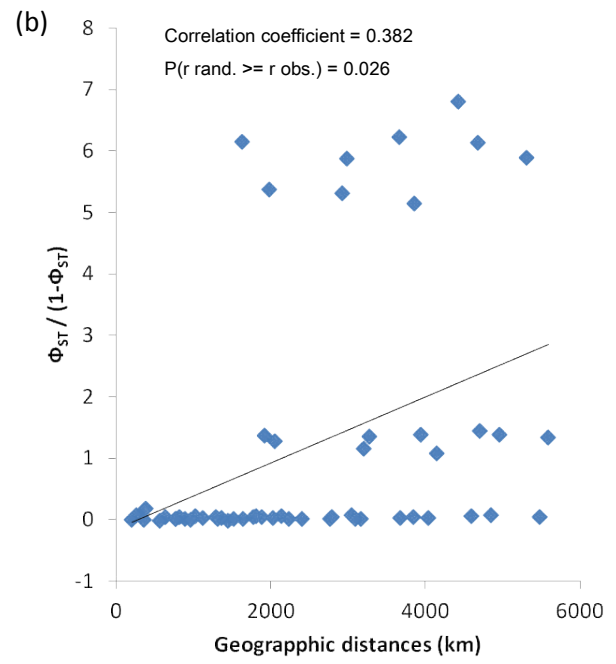 (b)
Correlation coefficient = 0.382
P(r rand. >= r obs.) = 0.026
8
7
6
5
4
3
2
1
0
-1
ΦST / (1-ΦST)
0 2000 4000 6000
Geograpphic distances (km)